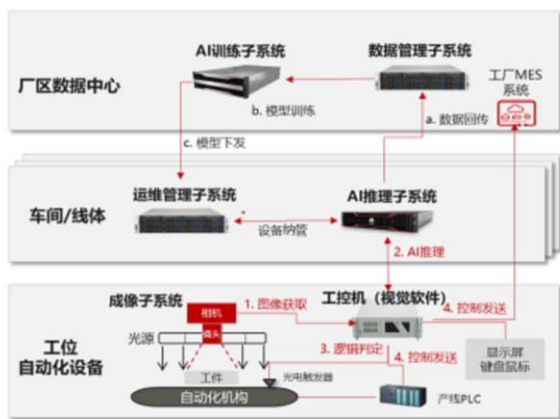 AI训练子系统
数据管理子系统
工厂MES
系统
厂区数据中心
b. 模型训练
a. 数据回传
c. 模型下发
运维管理子系统
AI推理子系统
车间/线体
设备纳管
2. AI推理
成像子系统
工控机（视觉软件）
1. 图像获取
4. 控制发送
相机
镜头
光源
工位
自动化设备
3. 逻辑判定
4. 控制发送
显示屏
键盘鼠标
工件
光电触发器
自动化机构
产线PLC